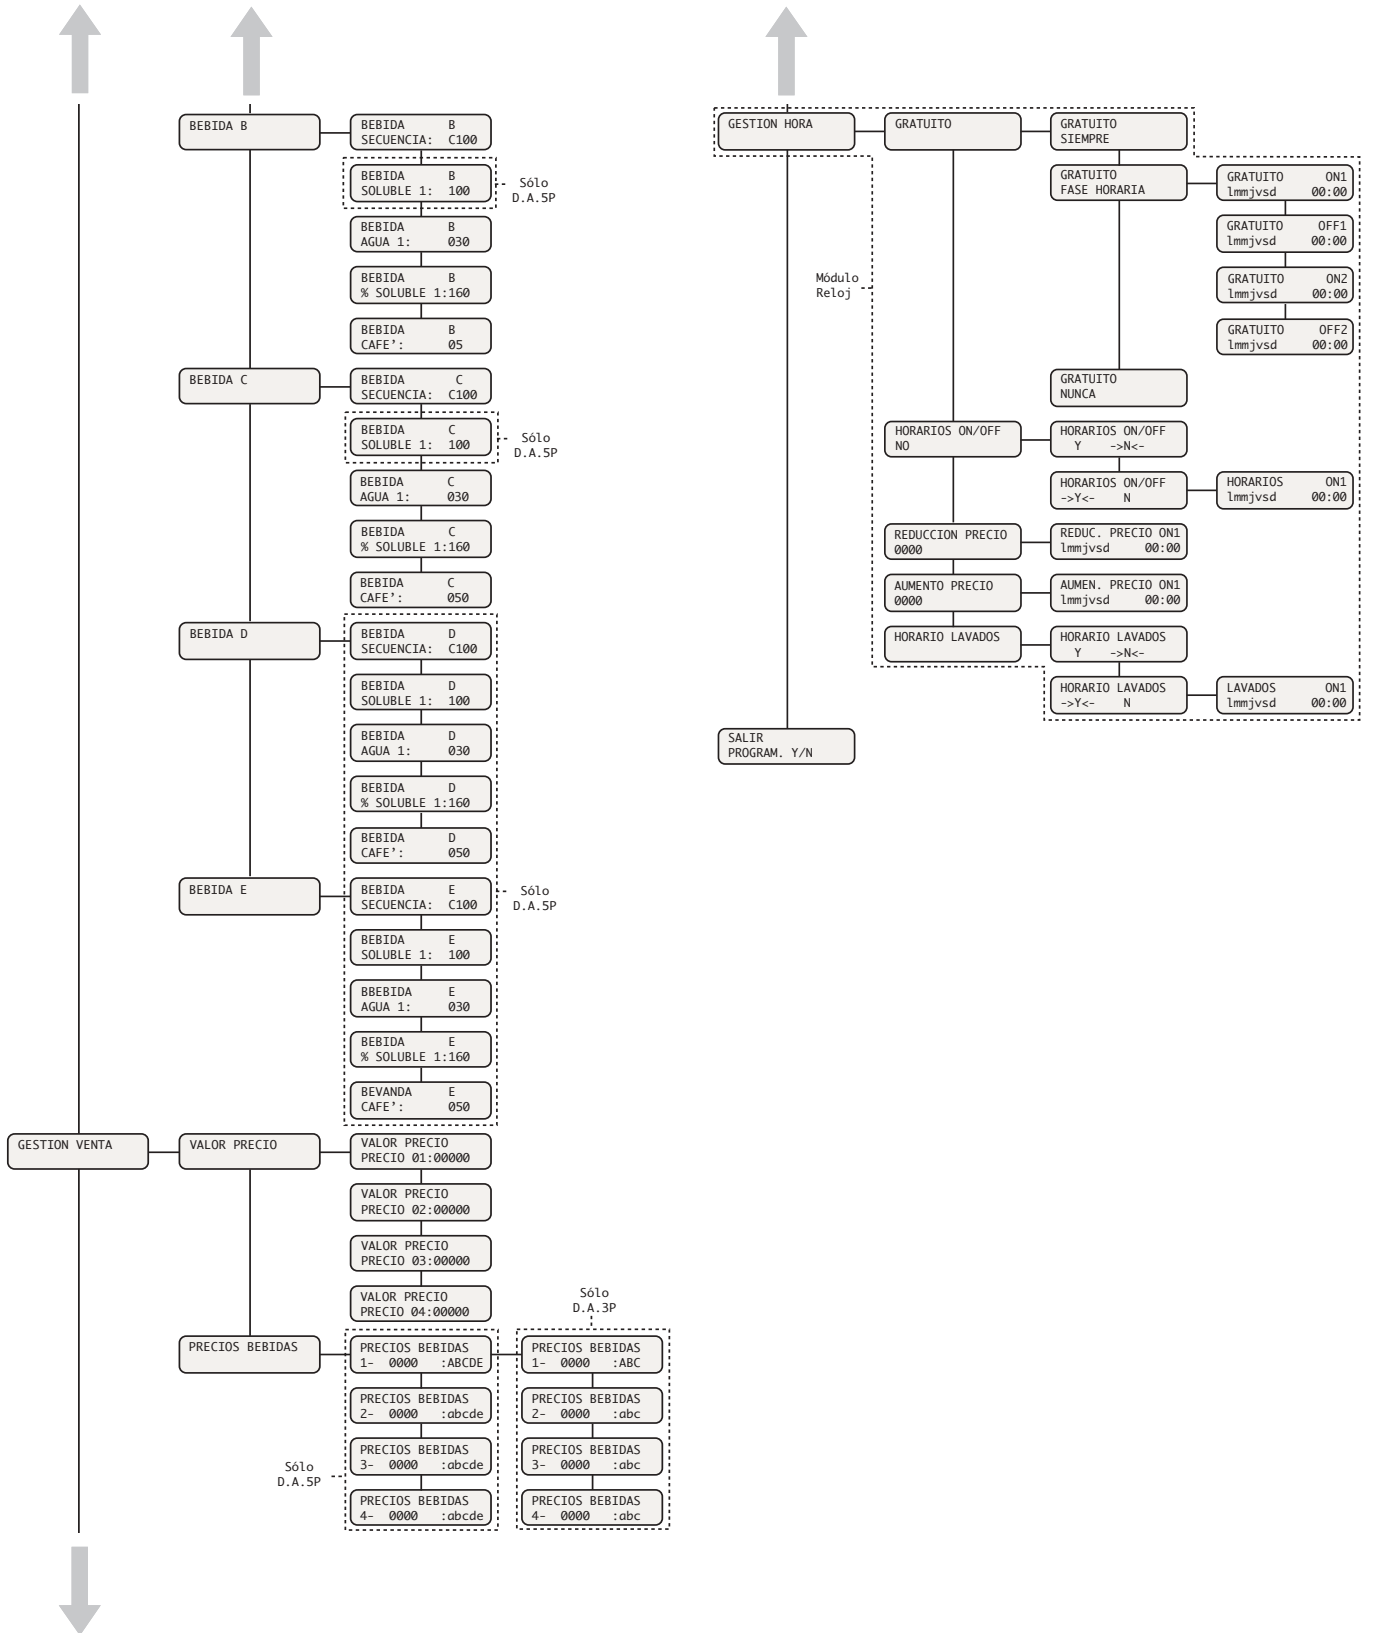 BEBIDA B
BEBIDA B
SECUENCIA: C100
BEBIDA B
SOLUBLE 1: 100
Sólo
D.A.5P
BEBIDA B
AGUA 1: 030
BEBIDA B
% SOLUBLE 1:160
BEBIDA B
CAFE’: 05
BEBIDA C
BEBIDA C
SECUENCIA: C100
BEBIDA C
SOLUBLE 1: 100
Sólo
D.A.5P
BEBIDA C
AGUA 1: 030
BEBIDA C
% SOLUBLE 1:160
BEBIDA C
CAFE’: 050
BEBIDA D
BEBIDA D
SECUENCIA: C100
BEBIDA D
SOLUBLE 1: 100
BEBIDA D
AGUA 1: 030
BEBIDA D
% SOLUBLE 1:160
BEBIDA D
CAFE’: 050
BEBIDA E
BEBIDA E
SECUENCIA: C100
Sólo
D.A.5P
BEBIDA E
SOLUBLE 1: 100
BBEBIDA E
AGUA 1: 030
BEBIDA E
% SOLUBLE 1:160
BEVANDA E
CAFE’: 050
GESTION VENTA
VALOR PRECIO
VALOR PRECIO
PRECIO 01:00000
VALOR PRECIO
PRECIO 02:00000
VALOR PRECIO
PRECIO 03:00000
VALOR PRECIO
PRECIO 04:00000
PRECIOS BEBIDAS
PRECIOS BEBIDAS
1- 0000 :ABCDE
PRECIOS BEBIDAS
2- 0000 :abcde
PRECIOS BEBIDAS
3- 0000 :abcde
PRECIOS BEBIDAS
4- 0000 :abcde
Sólo
D.A.5P
Sólo
D.A.3P
PRECIOS BEBIDAS
1- 0000 :ABC
PRECIOS BEBIDAS
2- 0000 :abc
PRECIOS BEBIDAS
3- 0000 :abc
PRECIOS BEBIDAS
4- 0000 :abc
GESTION HORA
GRATUITO
GRATUITO
SIEMPRE
GRATUITO
FASE HORARIA
GRATUITO ON1
lmmjvsd 00:00
GRATUITO OFF1
lmmjvsd 00:00
GRATUITO ON2
lmmjvsd 00:00
GRATUITO OFF2
lmmjvsd 00:00
Módulo
Reloj
GRATUITO
NUNCA
HORARIOS ON/OFF
NO
HORARIOS ON/OFF
Y ->N<-
HORARIOS ON/OFF
->Y<- N
HORARIOS ON1
lmmjvsd 00:00
REDUCCION PRECIO
0000
REDUC. PRECIO ON1
lmmjvsd 00:00
AUMENTO PRECIO
0000
AUMEN. PRECIO ON1
lmmjvsd 00:00
HORARIO LAVADOS
HORARIO LAVADOS
Y ->N<-
HORARIO LAVADOS
->Y<- N
LAVADOS ON1
lmmjvsd 00:00
SALIR
PROGRAM. Y/N